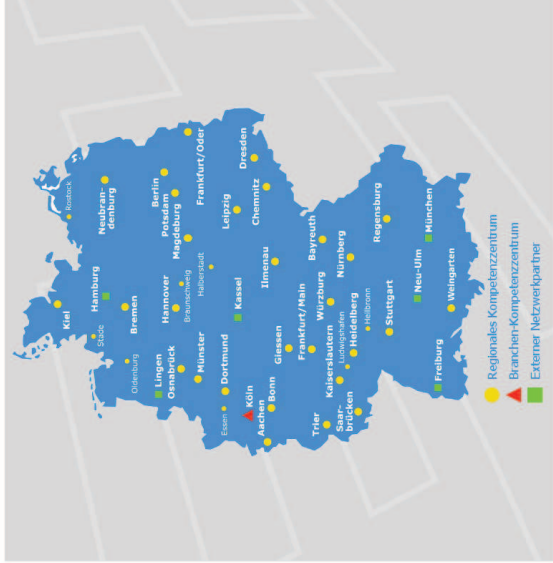 Kiel
Rostock
Hamburg
Stade
Neubran-
denburg
Bremen
Oldenburg
Lingen
Osnabrück
Münster
Hannover
Braunschweig
Berlin
Potsdam
Magdeburg
Frankfurt/Oder
Halberstadt
Dortmund
Essen
Köln
Aachen
Bonn
Kassel
Leipzig
Dresden
Chemnitz
Ilmenau
Giessen
Frankfurt/Main
Würzburg
Bayreuth
Nürnberg
Trier
Saar-
brücken
Kaiserslautern
Ludwigshafen
Heidelberg
Heilbronn
Stuttgart
Regensburg
Neu-Ulm
München
Freiburg
Weingarten
Regionales Kompetenzzentrum
Branchen-Kompetenzzentrum
Externer Netzwerkpartner